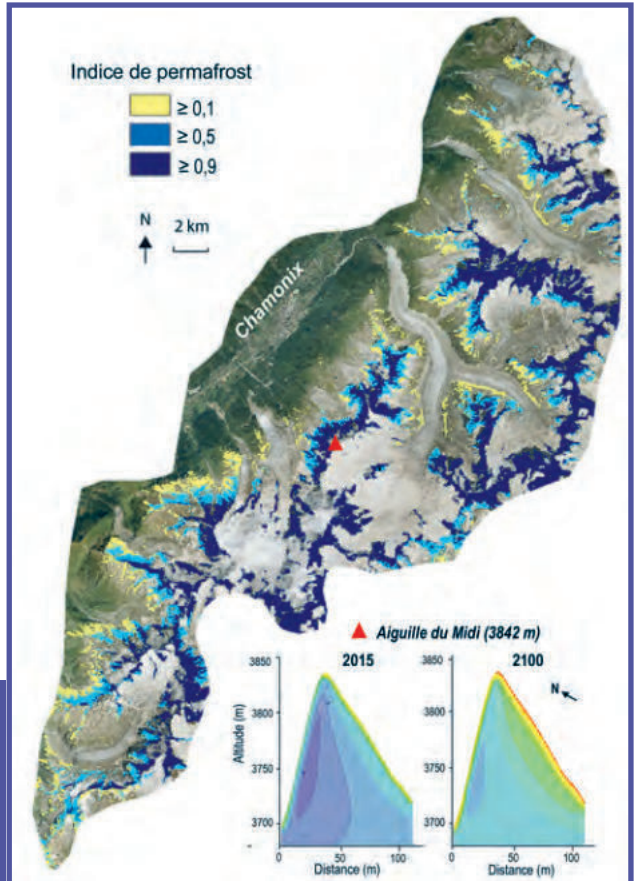 Indice de permafrost
≥ 0,1
≥ 0,5
≥ 0,9
N
2 km
Chamonix
Aiguille du Midi (3842 m)
2015
2100
N
Altitude (m)
3850
3800
3750
3700
0
50
100
Distance (m)
3850
3800
3750
3700
0
50
100
Distance (m)